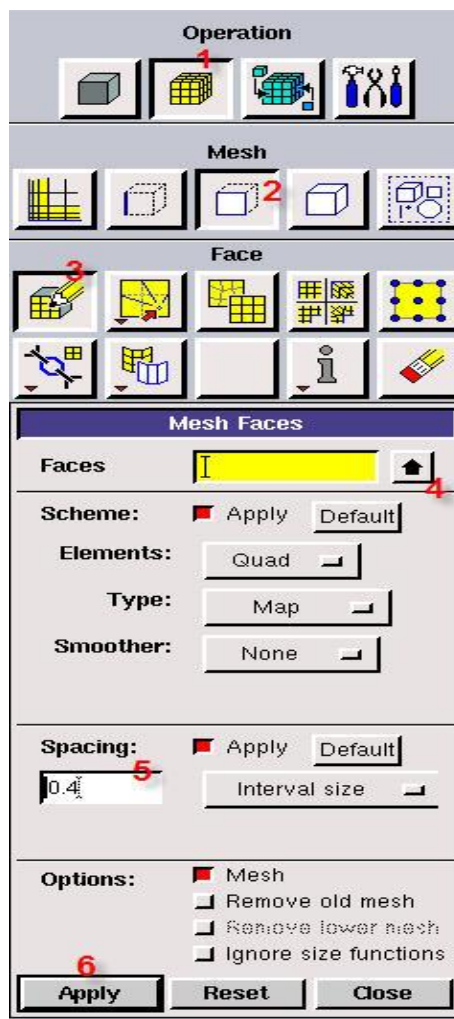 Operation
1
Mesh
2
Face
3
Mesh Faces
Faces
4
Scheme: Apply Default
Elements: Quad
Type: Map
Smoother: None
Spacing: Apply Default
5
0.4 Interval size
Options: Mesh
Remove old mesh
Remove lower mesh
Ignore size functions
6
Apply Reset Close